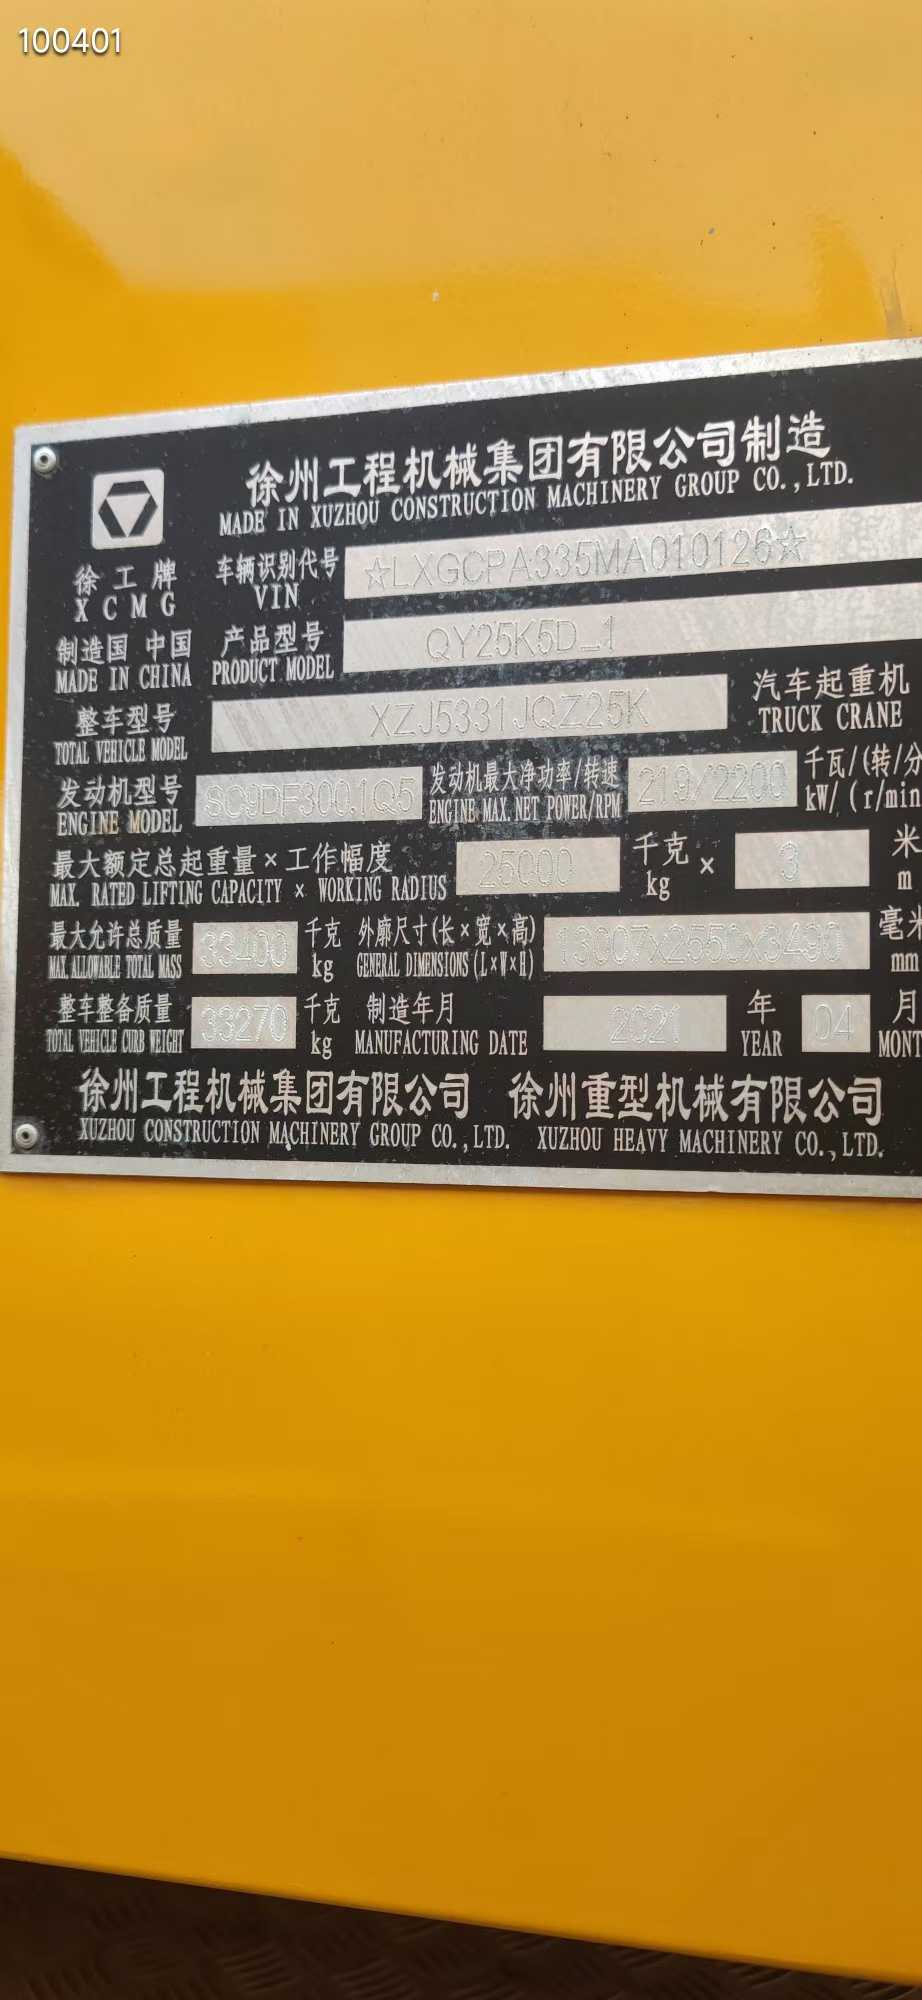 100401
徐州工程机械集团有限公司制造
MADE IN XUZHOU CONSTRUCTION MACHINERY GROUP CO.,LTD.
徐工牌
XCMG
车辆识别代号
VIN
☆LXGCPA335MA010126☆
制造国 中国
MADE IN CHINA
产品型号
PRODUCT MODEL
QY25K5D_1
整车型号
TOTAL VEHICLE MODEL
XZJ5331JQZ25K
汽车起重机
TRUCK CRANE
发动机型号
ENGINE MODEL
SC9DF300.1Q5
发动机最大净功率/转速
ENGINE MAX. NET POWER/RPM
219/2200
千瓦/(转/分
kW/ (r/min
最大额定总起重量×工作幅度
MAX. RATED LIFTING CAPACITY × WORKING RADIUS
25000
千克
kg
×
3
米
m
最大允许总质量
MAX. ALLOWABLE TOTAL MASS
33400
千克
kg
外廓尺寸(长×宽×高)
GENERAL DIMENSIONS (L×W×H)
13007x2550x3490
毫米
mm
整车整备质量
TOTAL VEHICLE CURB WEIGHT
33270
千克
kg
制造年月
MANUFACTURING DATE
2021
年
YEAR
04
月
MONT
徐州工程机械集团有限公司 徐州重型机械有限公司
XUZHOU CONSTRUCTION MACHINERY GROUP CO.,LTD. XUZHOU HEAVY MACHINERY CO.,LTD.